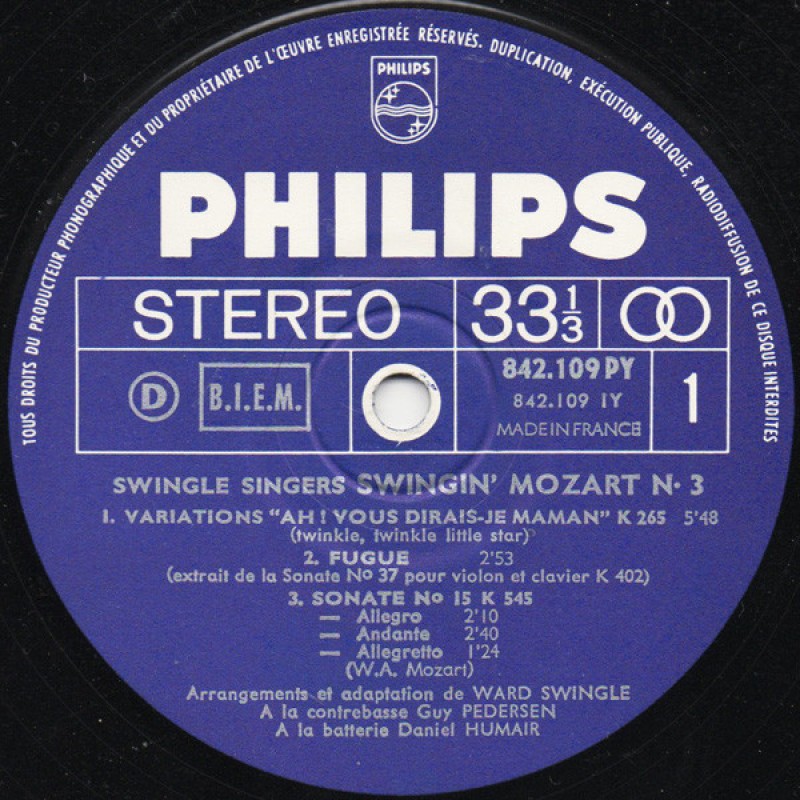 TOUS DROITS DU PRODUCTEUR PHONOGRAPHIQUE ET DU PROPRIÉTAIRE DE L'ŒUVRE ENREGISTRÉE RÉSERVÉS. DUPLICATION, EXÉCUTION PUBLIQUE, RADIODIFFUSION DE CE DISQUE INTERDITES
PHILIPS
PHILIPS
STEREO 33 1/3
D B.I.E.M. 842.109 PY 1
842.109 1Y
MADE IN FRANCE
SWINGLE SINGERS SWINGIN' MOZART N· 3
1. VARIATIONS "AH ! VOUS DIRAIS-JE MAMAN" K 265 5'48
(twinkle, twinkle little star)
2. FUGUE 2'53
(extrait de la Sonate No 37 pour violon et clavier K 402)
3. SONATE No 15 K 545
— Allegro 2'10
— Andante 2'40
— Allegretto 1'24
(W.A. Mozart)
Arrangements et adaptation de WARD SWINGLE
A la contrebasse Guy PEDERSEN
A la batterie Daniel HUMAIR